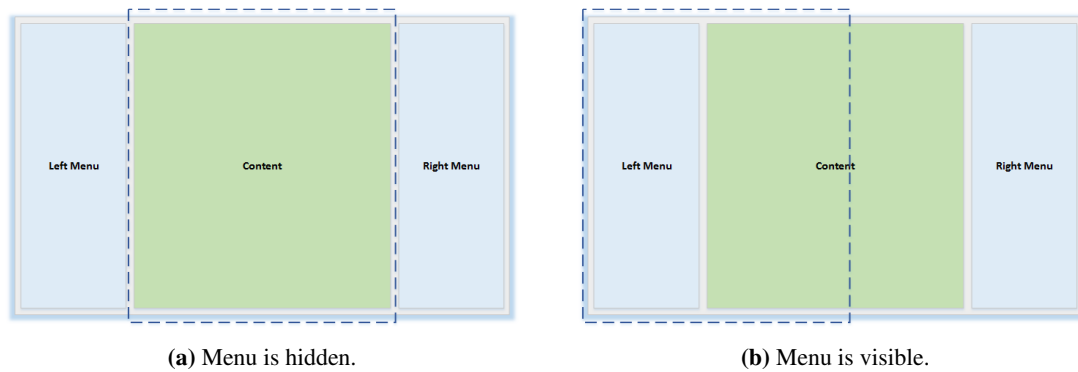 Left Menu
Content
Right Menu
Left Menu
Content
Right Menu
(a) Menu is hidden.
(b) Menu is visible.